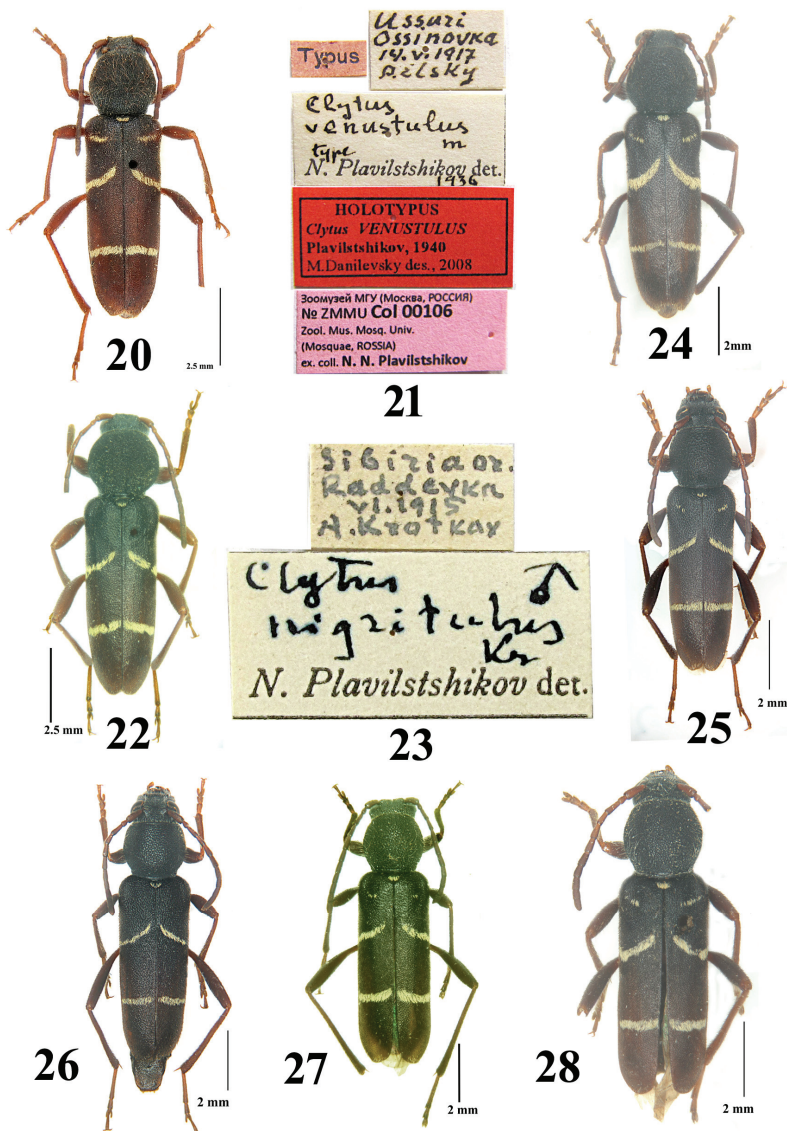 Typus
Ussuri
Ossinovka
14.VI.1917
20
2.5 mm
Clytus
venustulus
m
type
N. Plavilstshikov det.
1936
HOLOTYPUS
Clytus VENUSTULUS
Plavilstshikov, 1940
M.Danilevsky des., 2008
Зоомузей МГУ (Москва, РОССИЯ)
№ ZMMU Col 00106
Zool. Mus. Mosq. Univ.
(Mosquae, ROSSIA)
ex. coll. N. N. Plavilstshikov
21
24
2mm
22
2.5 mm
Sibiria or.
Raddevka
VI.1915
Clytus ♂
nigritulus
Kr
N. Plavilstshikov det.
23
25
2 mm
26
2 mm
27
2 mm
28
2 mm